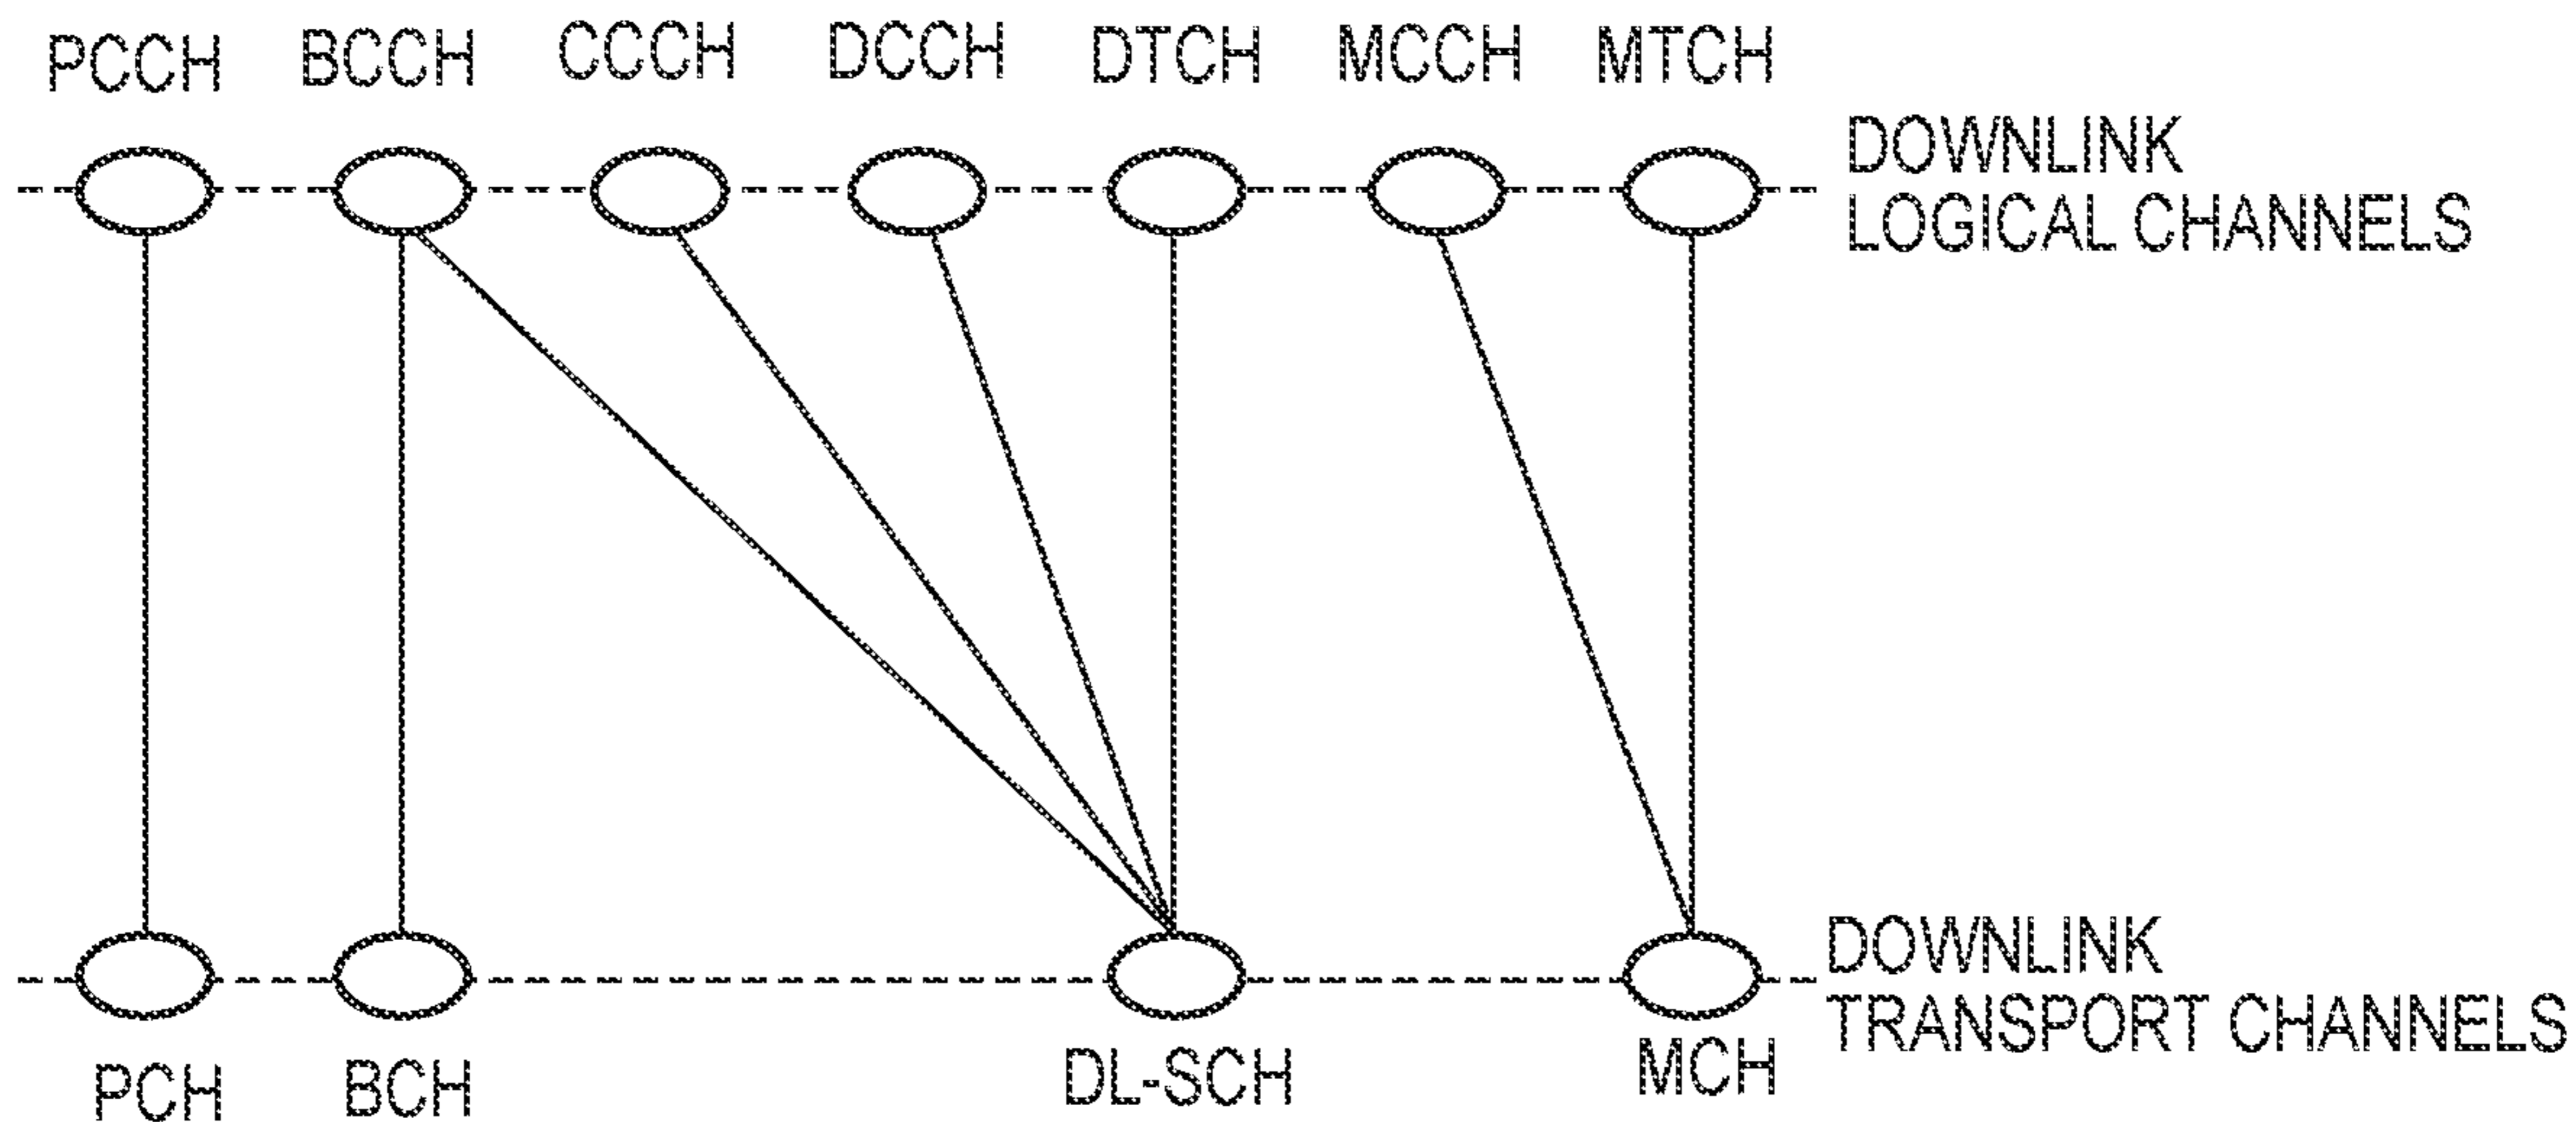 PCCH BCCH CCCH DCCH DTCH MCCH MTCH
DOWNLINK
LOGICAL CHANNELS
DOWNLINK
TRANSPORT CHANNELS
PCH BCH DL-SCH MCH